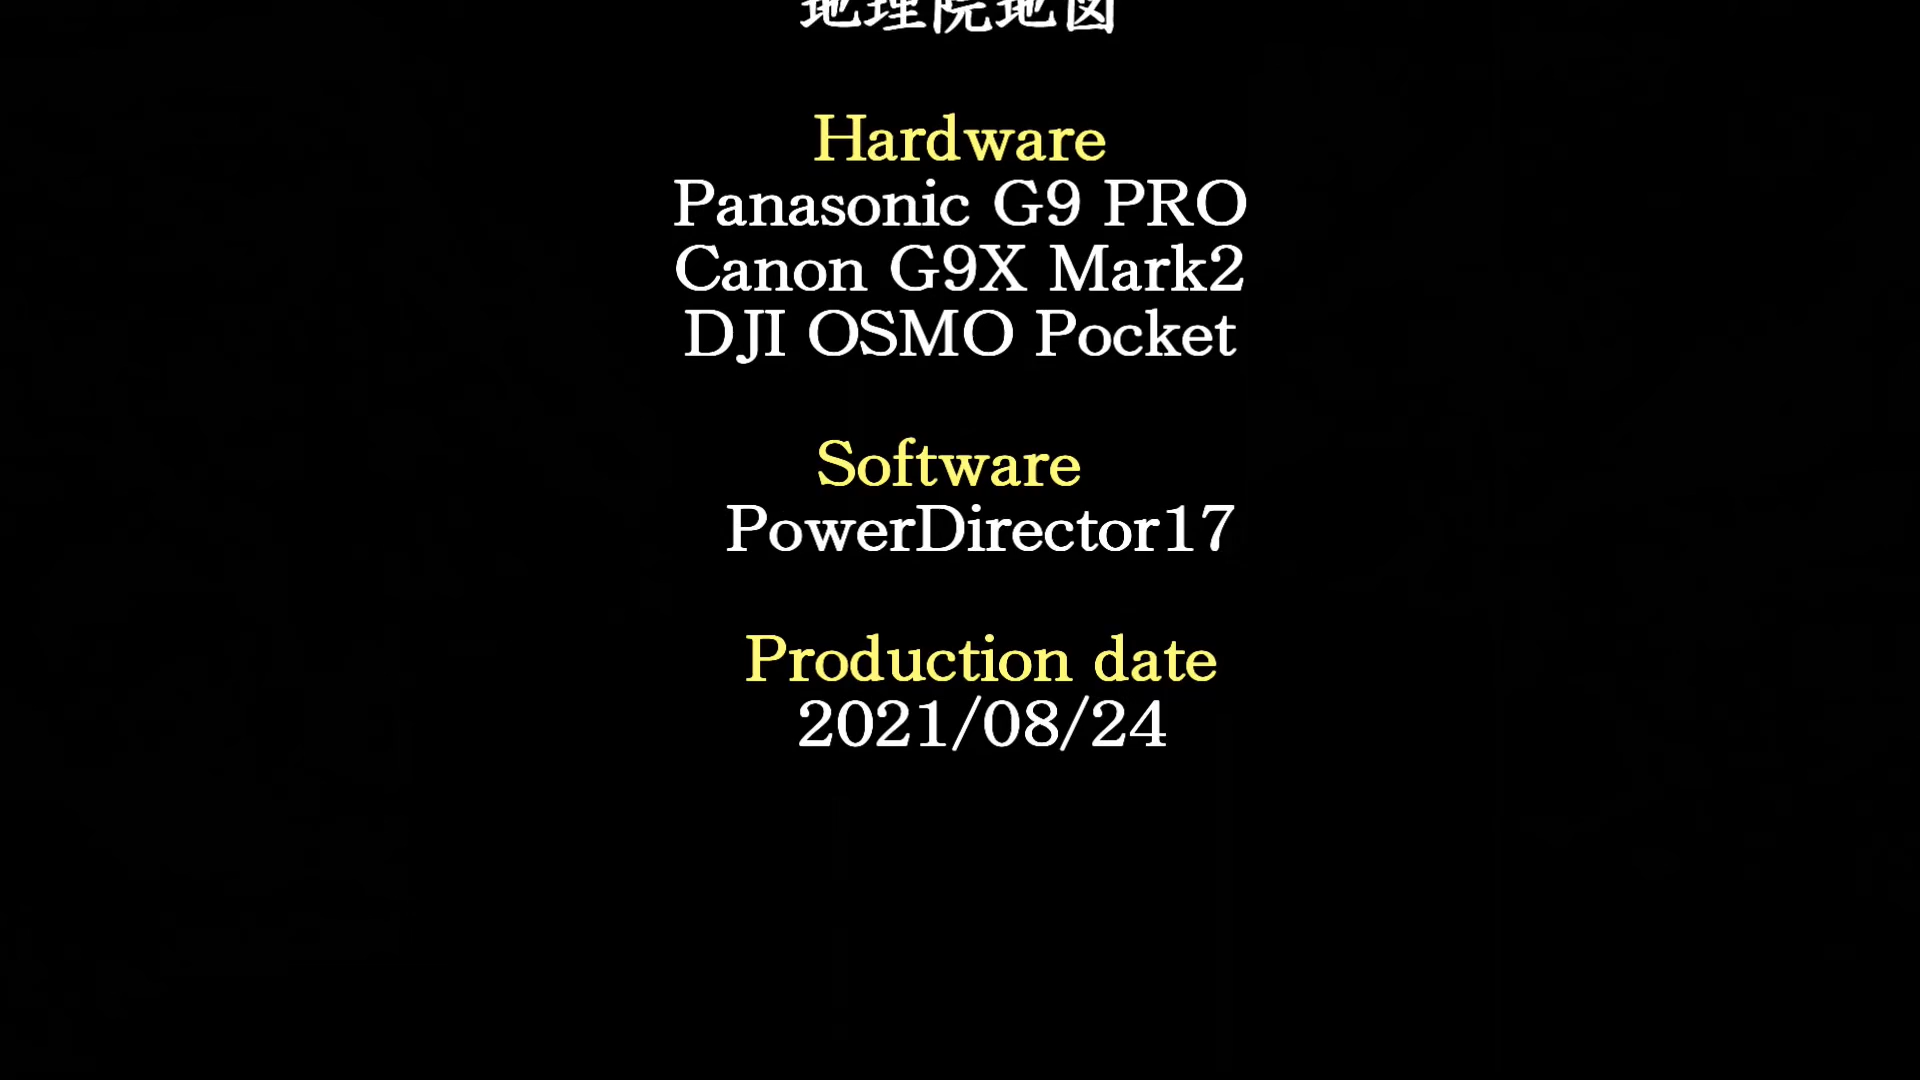 地理院地図
Hardware
Panasonic G9 PRO
Canon G9X Mark2
DJI OSMO Pocket
Software
PowerDirector17
Production date
2021/08/24